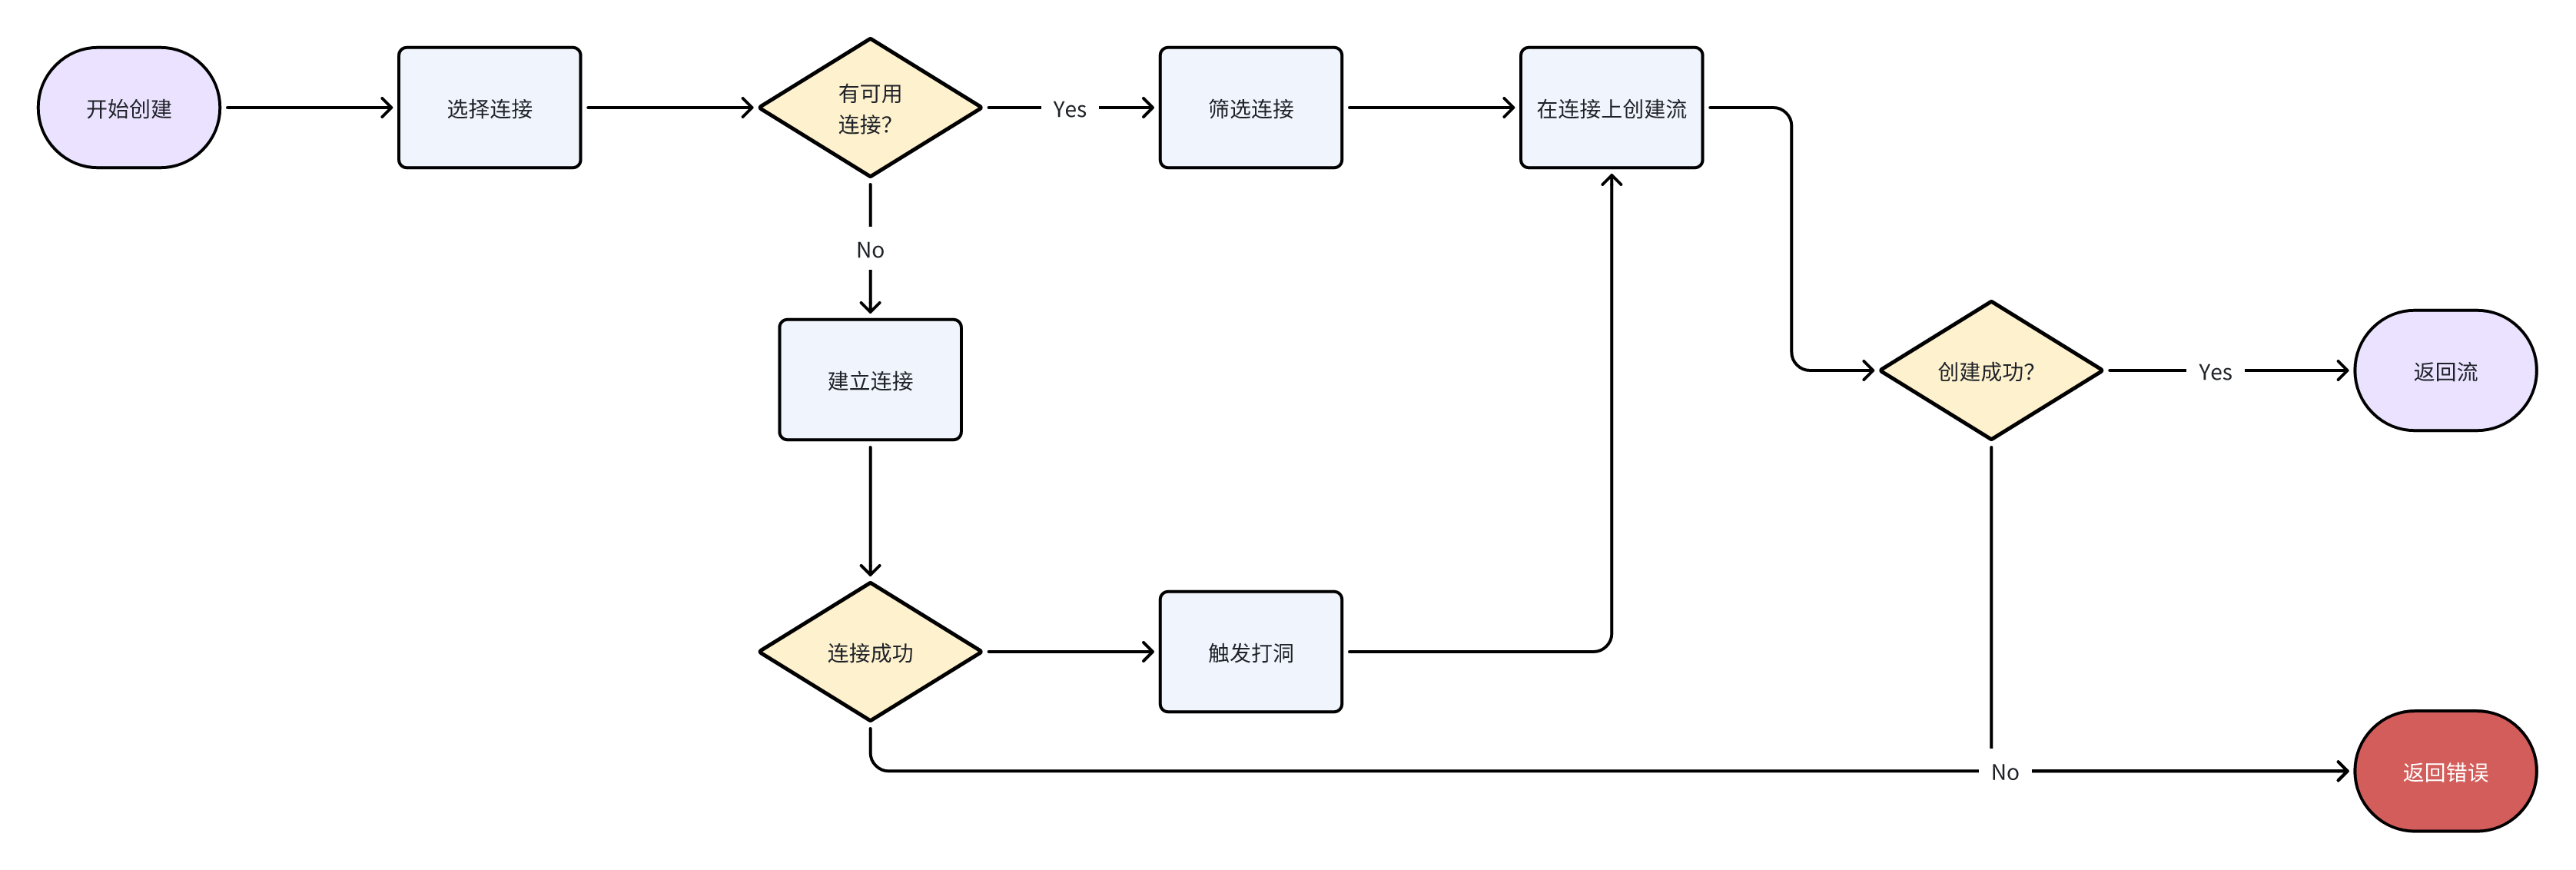 开始创建
选择连接
有可用
连接?
Yes
筛选连接
在连接上创建流
No
建立连接
创建成功?
Yes
返回流
连接成功
触发打洞
No
返回错误